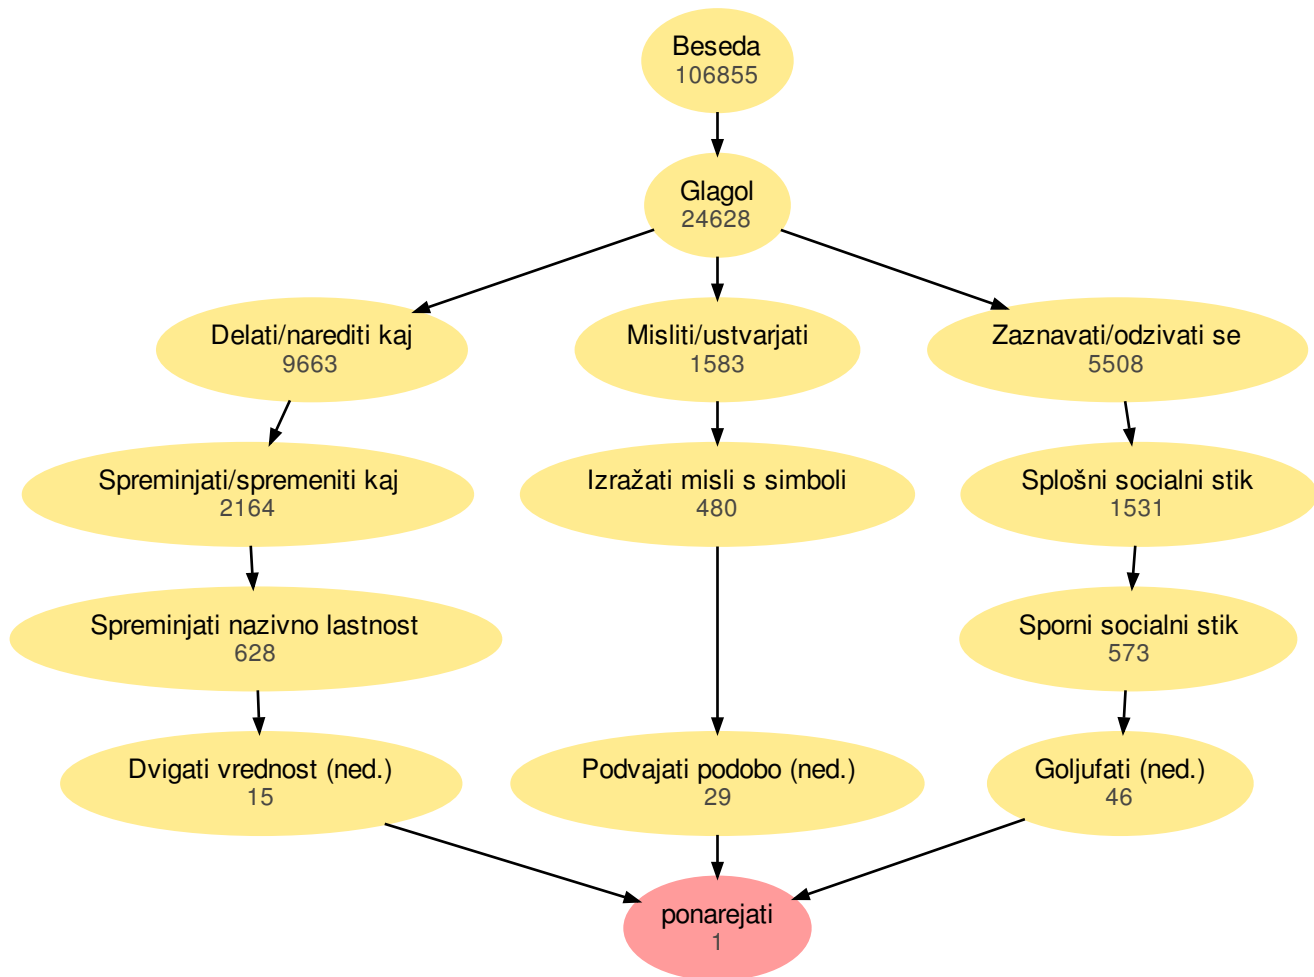 Beseda
106855
Glagol
24628
Delati/narediti kaj
9663
Misliti/ustvarjati
1583
Zaznavati/odzivati se
5508
Spreminjati/spremeniti kaj
2164
Izražati misli s simboli
480
Splošni socialni stik
1531
Spreminjati nazivno lastnost
628
Sporni socialni stik
573
Dvigati vrednost (ned.)
15
Podvajati podobo (ned.)
29
Goljufati (ned.)
46
ponarejati
1